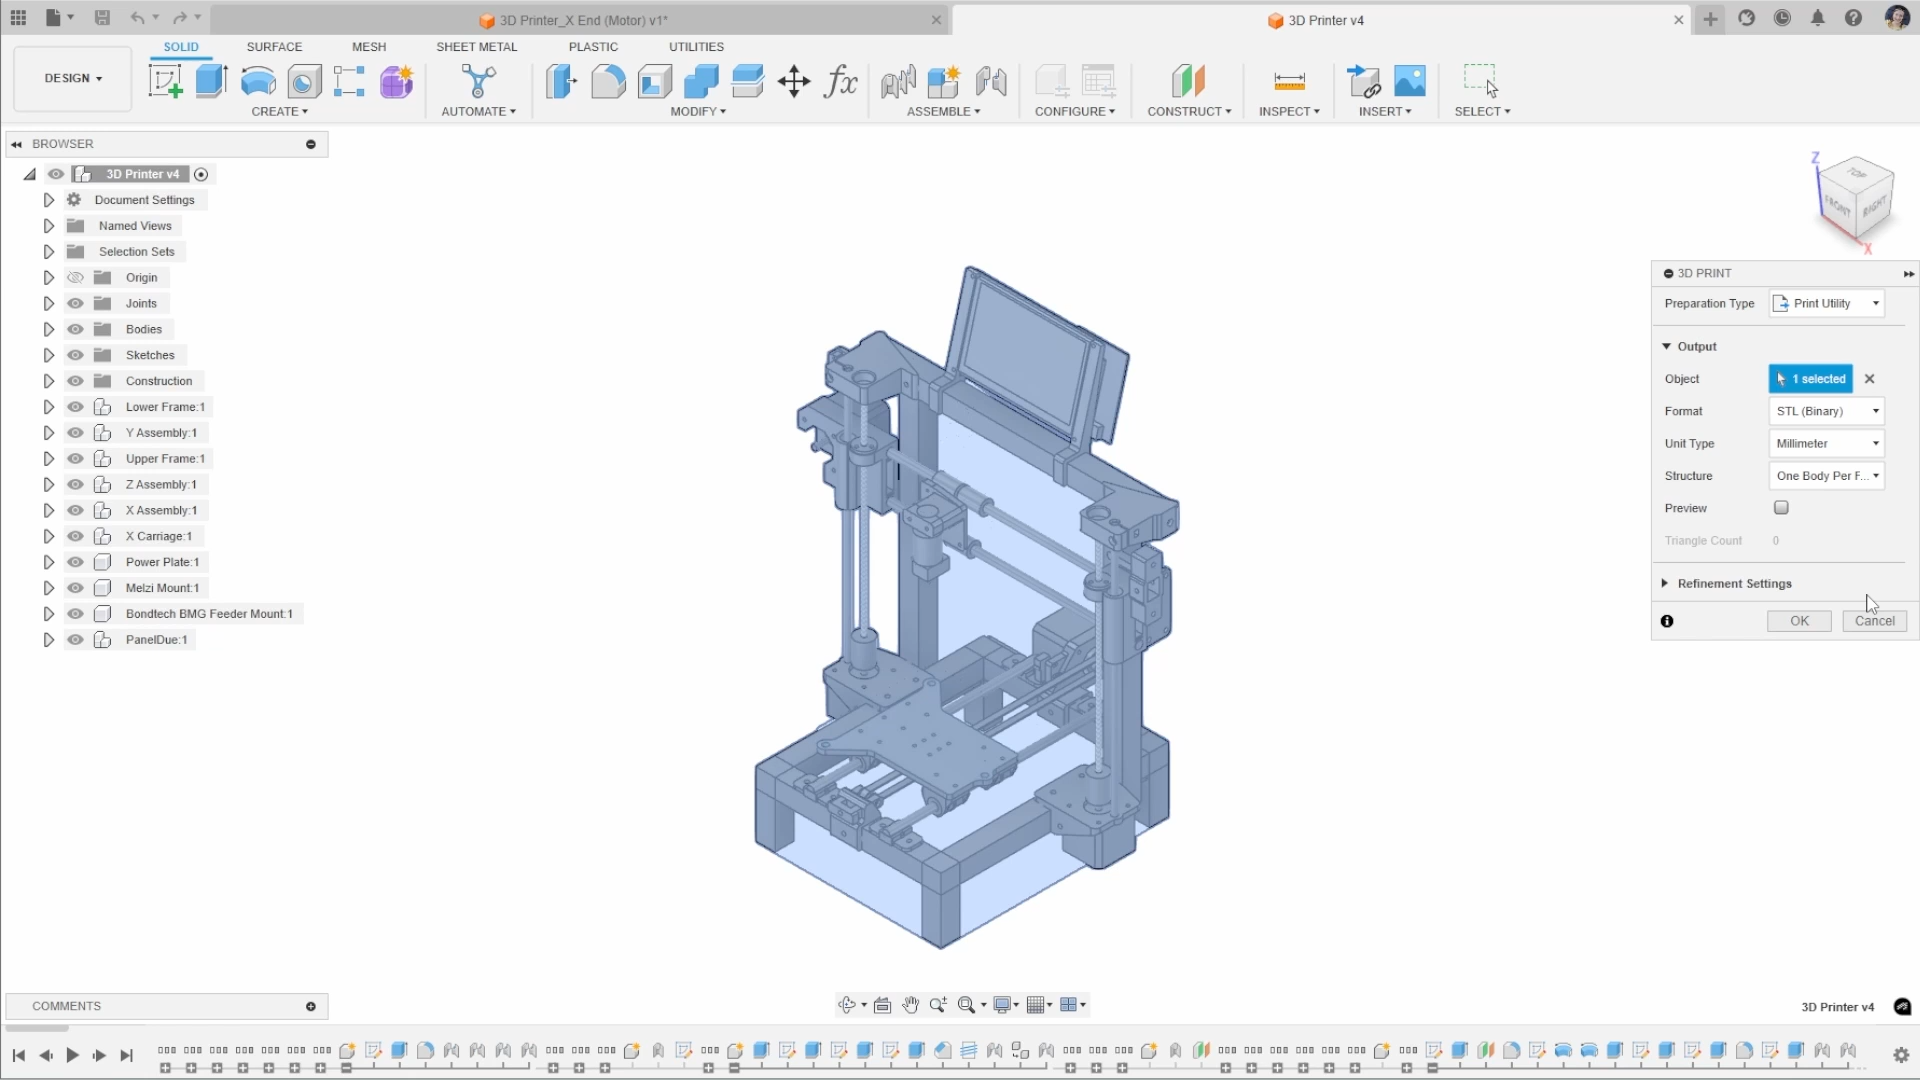 3D Printer_X End (Motor) v1*
3D Printer v4
DESIGN
SOLID SURFACE MESH SHEET METAL PLASTIC UTILITIES
fx
CREATE AUTOMATE MODIFY ASSEMBLE CONFIGURE CONSTRUCT INSPECT INSERT SELECT
BROWSER
3D Printer v4
Document Settings
Named Views
Selection Sets
Origin
Joints
Bodies
Sketches
Construction
Lower Frame:1
Y Assembly:1
Upper Frame:1
Z Assembly:1
X Assembly:1
X Carriage:1
Power Plate:1
Melzi Mount:1
Bondtech BMG Feeder Mount:1
PanelDue:1
Z
TOP
FRONT RIGHT
X
3D PRINT
Preparation Type Print Utility
Output
Object 1 selected
Format STL (Binary)
Unit Type Millimeter
Structure One Body Per F...
Preview
Triangle Count 0
Refinement Settings
OK Cancel
COMMENTS
3D Printer v4